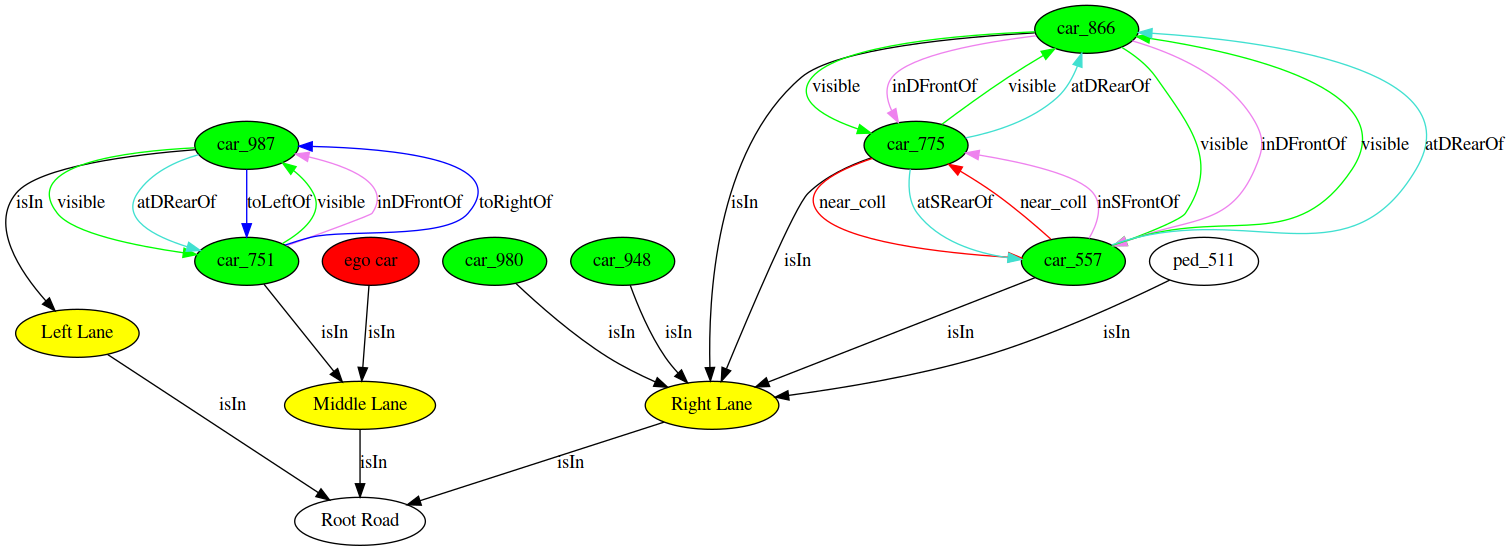 car_866
visible
inDFrontOf
visible
atDRearOf
car_987
car_775
visible
inDFrontOf
visible
atDRearOf
isIn
visible
atDRearOf
toLeftOf
visible
inDFrontOf
toRightOf
isIn
near_coll
atSRearOf
near_coll
inSFrontOf
car_751
ego car
car_980
car_948
isIn
car_557
ped_511
Left Lane
isIn
isIn
isIn
isIn
isIn
isIn
isIn
Middle Lane
Right Lane
isIn
isIn
Root Road